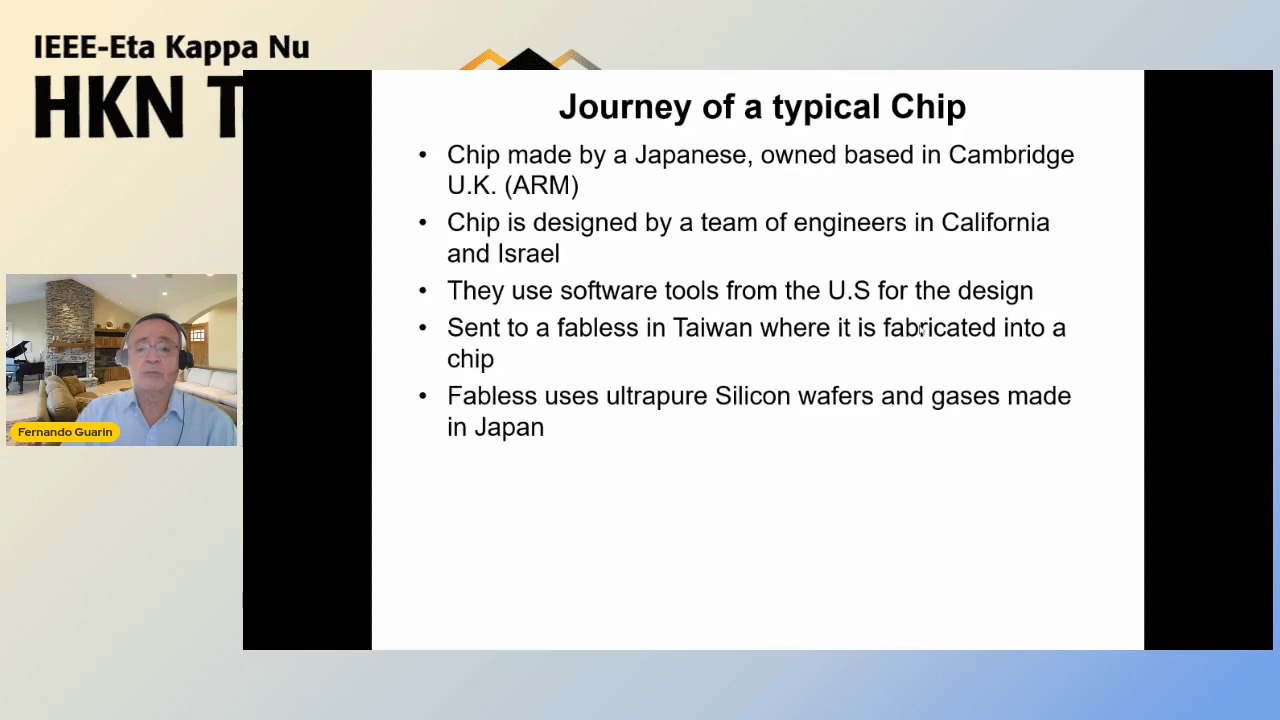 IEEE-Eta Kappa Nu
HKN T
Journey of a typical Chip
• Chip made by a Japanese, owned based in Cambridge
U.K. (ARM)
• Chip is designed by a team of engineers in California
and Israel
• They use software tools from the U.S for the design
• Sent to a fabless in Taiwan where it is fabricated into a
chip
• Fabless uses ultrapure Silicon wafers and gases made
in Japan
Fernando Guarin